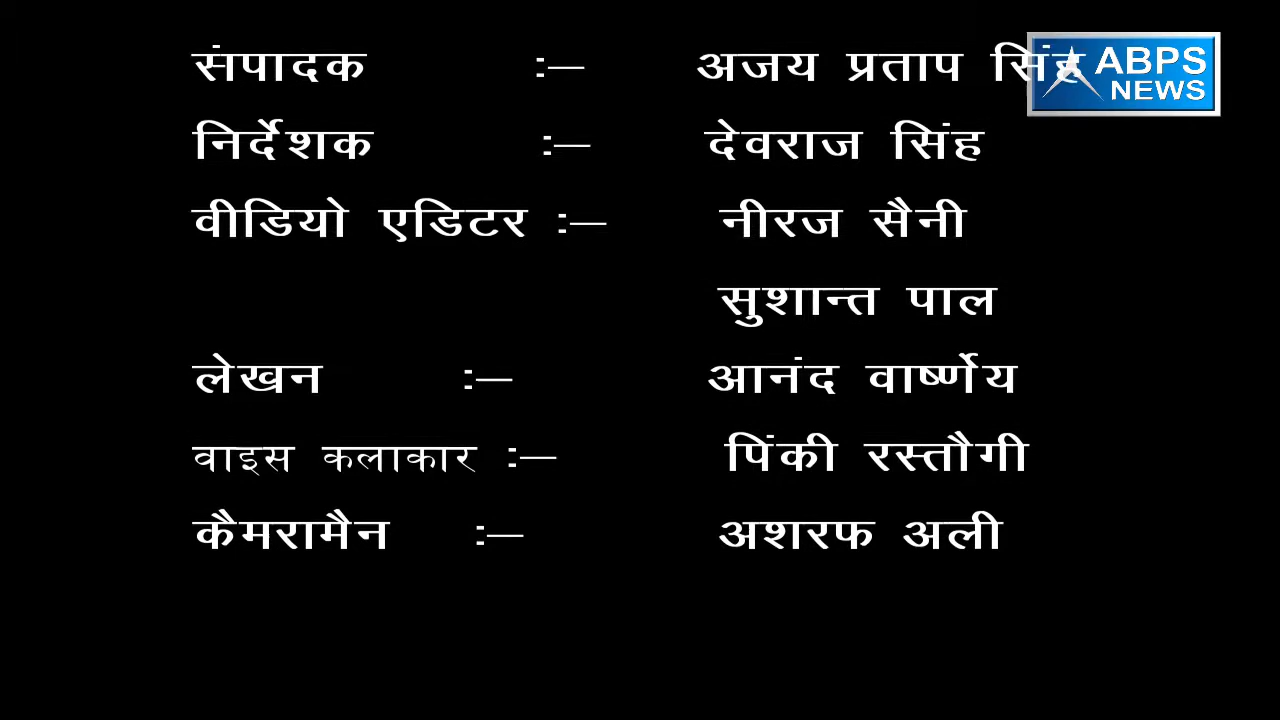 संपादक :— अजय प्रताप सिंह
ABPS
NEWS
निर्देशक :— देवराज सिंह
वीडियो एडिटर :— नीरज सैनी
सुशान्त पाल
लेखन :— आनंद वार्ष्णेय
वाइस कलाकार :— पिंकी रस्तौगी
कैमरामैन :— अशरफ अली